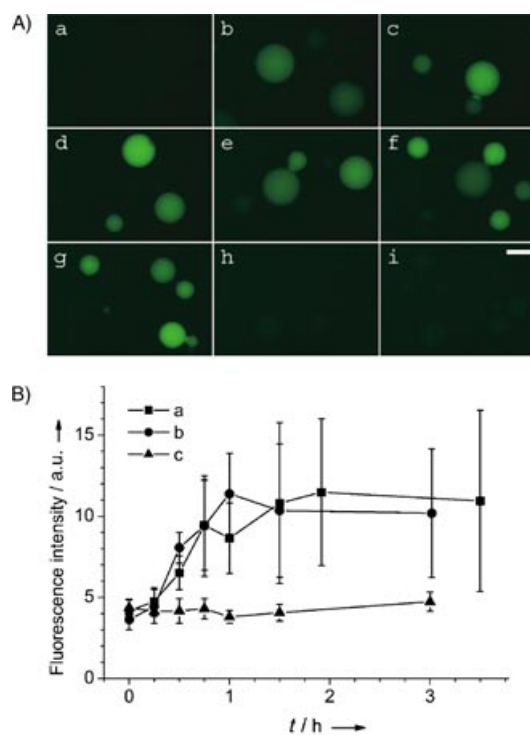 A)
a b c
d e f
g h i
B)
15
10
5
0
Fluorescence intensity / a.u. →
a
b
c
0 1 2 3
t / h →